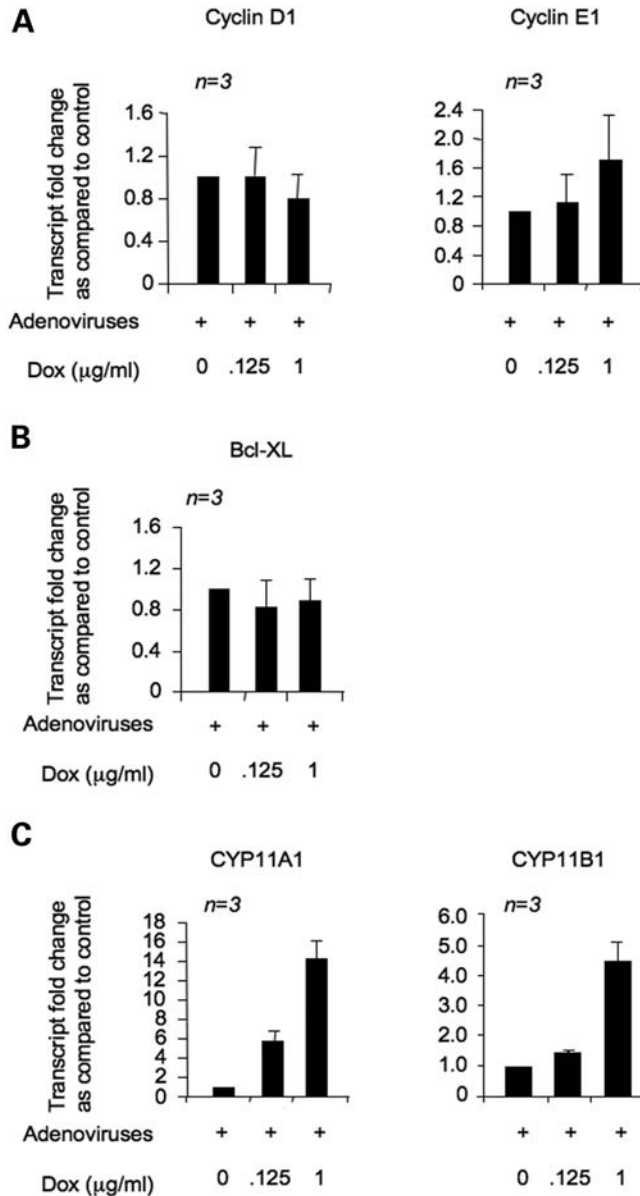 A
Cyclin D1
Cyclin E1
Transcript fold change
as compared to control
n=3
1.6
1.2
0.8
0.4
0
n=3
2.4
2.0
1.6
1.2
0.8
0.4
0
Adenoviruses + + + + + +
Dox (μg/ml) 0 .125 1 0 .125 1
B
Bcl-XL
Transcript fold change
as compared to control
n=3
1.6
1.2
0.8
0.4
0
Adenoviruses + + +
Dox (μg/ml) 0 .125 1
C
CYP11A1
CYP11B1
Transcript fold change
as compared to control
n=3
18
16
14
12
10
8
6
4
2
0
n=3
6.0
5.0
4.0
3.0
2.0
1.0
0
Adenoviruses + + + + + +
Dox (μg/ml) 0 .125 1 0 .125 1